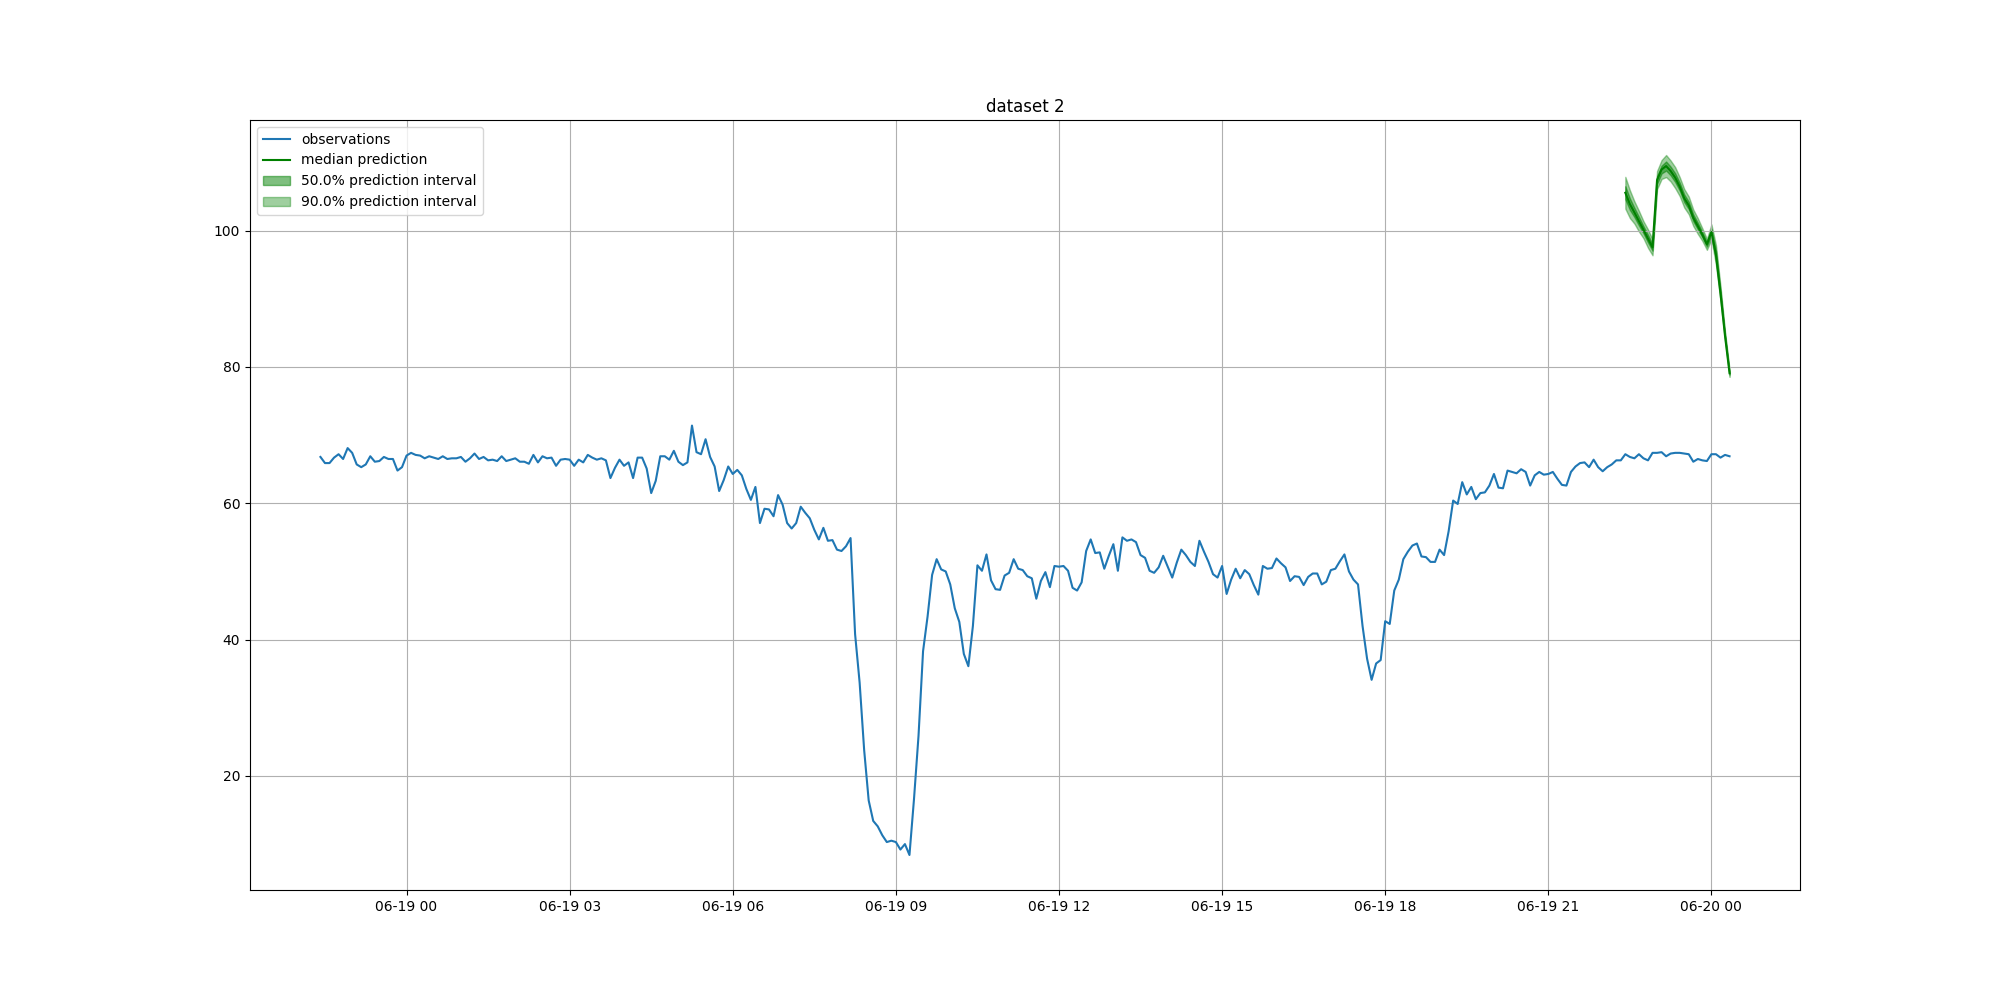 dataset 2
observations
median prediction
50.0% prediction interval
90.0% prediction interval
100
80
60
40
20
06-19 00
06-19 03
06-19 06
06-19 09
06-19 12
06-19 15
06-19 18
06-19 21
06-20 00